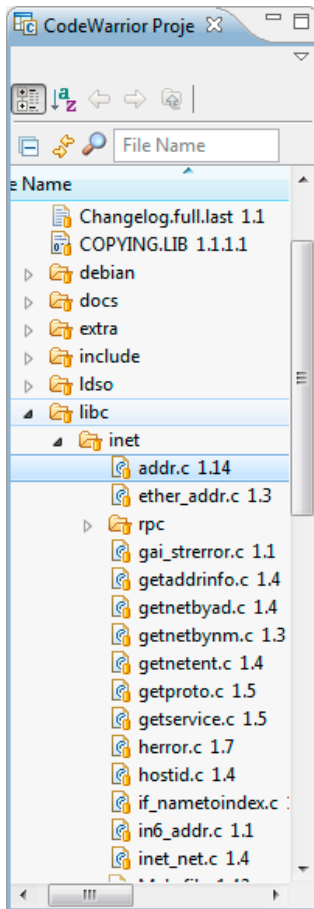 CodeWarrior Proje
a
z
File Name
e Name
Changelog.full.last 1.1
COPYING.LIB 1.1.1.1
debian
docs
extra
include
ldso
libc
inet
addr.c 1.14
ether_addr.c 1.3
rpc
gai_strerror.c 1.1
getaddrinfo.c 1.4
getnetbyad.c 1.4
getnetbynm.c 1.3
getnetent.c 1.4
getproto.c 1.5
getservice.c 1.5
herror.c 1.7
hostid.c 1.4
if_nametoindex.c
in6_addr.c 1.1
inet_net.c 1.4